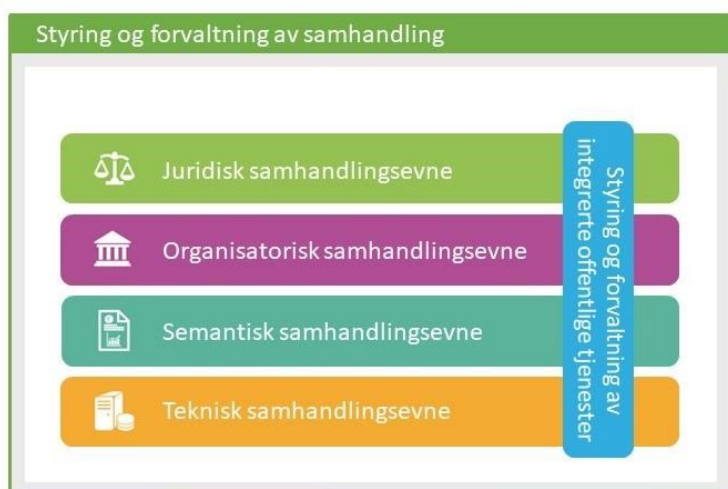 Styring og forvaltning av samhandling
Juridisk samhandlingsevne
Organisatorisk samhandlingsevne
Semantisk samhandlingsevne
Teknisk samhandlingsevne
Styring og forvaltning av
integrerte offentlige tjenester